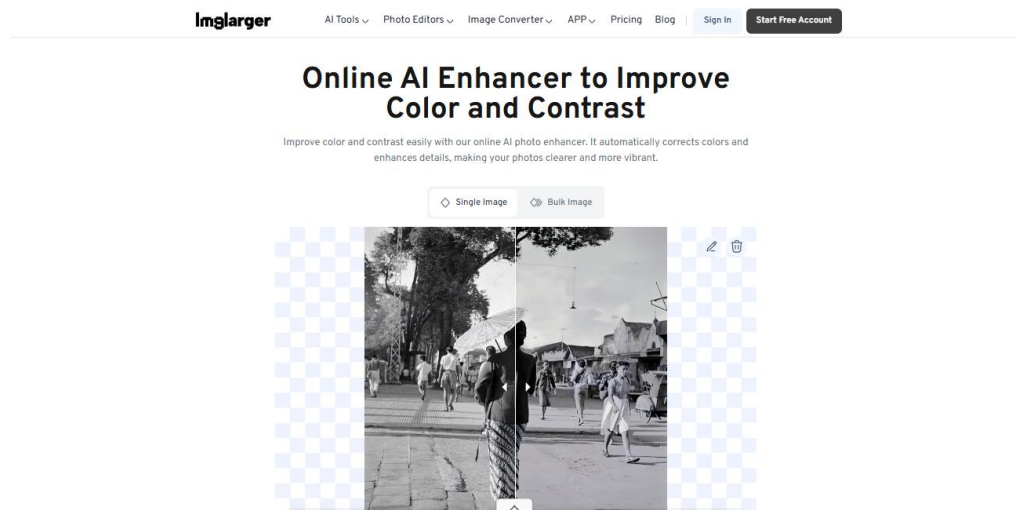 Imglarger
AI Tools
Photo Editors
Image Converter
APP
Pricing
Blog
Sign In
Start Free Account
Online AI Enhancer to Improve
Color and Contrast
Improve color and contrast easily with our online AI photo enhancer. It automatically corrects colors and
enhances details, making your photos clearer and more vibrant.
Single Image
Bulk Image